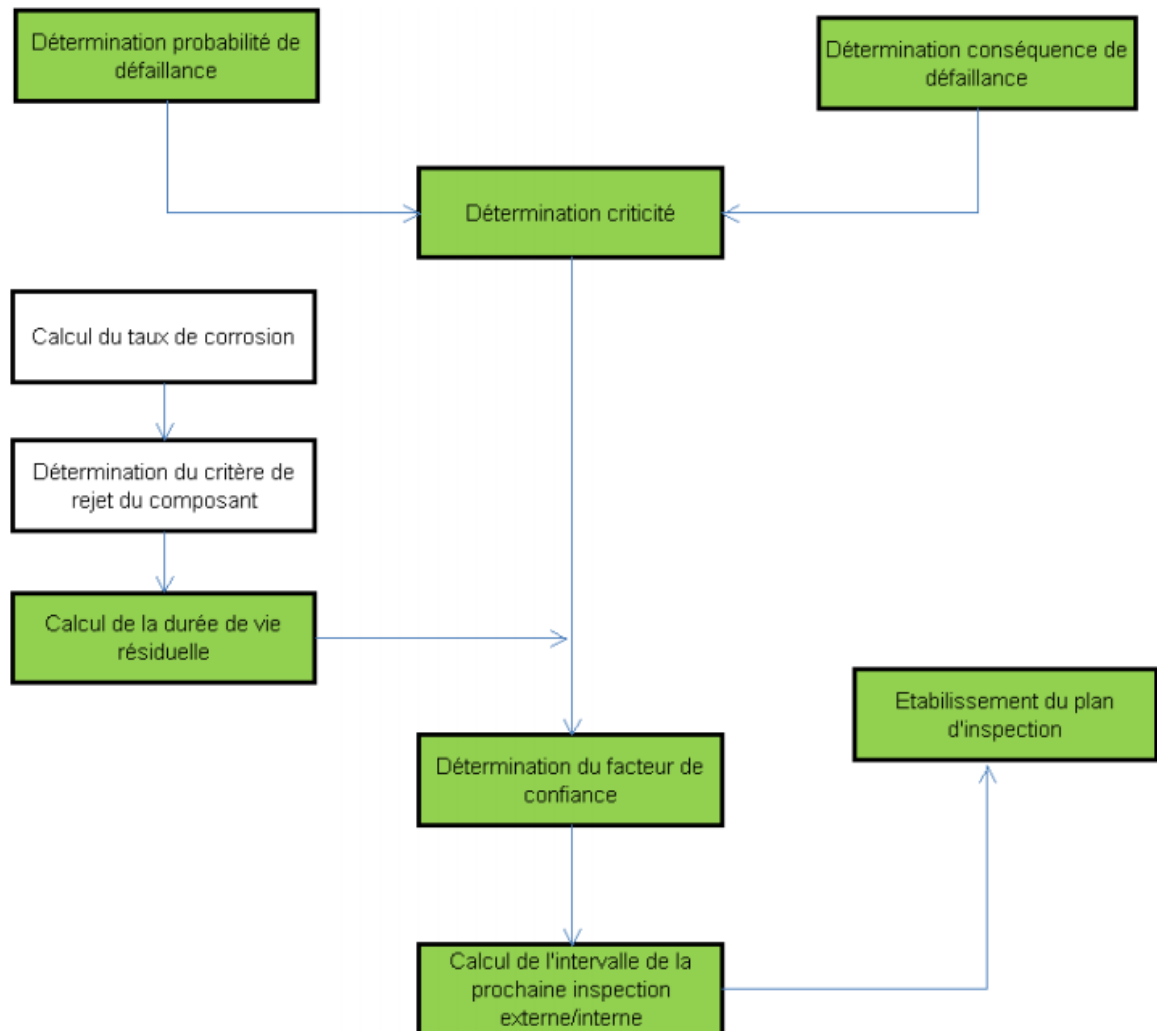 Détermination probabilité de
défaillance
Détermination conséquence de
défaillance
Détermination criticité
Calcul du taux de corrosion
Détermination du critère de
rejet du composant
Calcul de la durée de vie
résiduelle
Etabilissement du plan
d'inspection
Détermination du facteur de
confiance
Calcul de l'intervalle de la
prochaine inspection
externe/interne